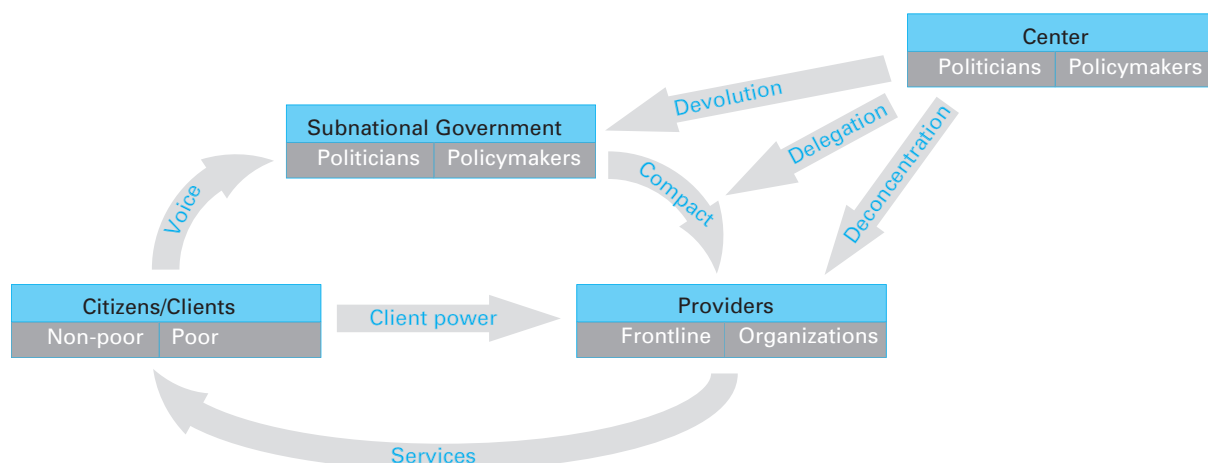 Center
Politicians Policymakers
Devolution
Subnational Government
Delegation
Politicians Policymakers
Compact
Deconcentration
Voice
Citizens/Clients
Providers
Client power
Non-poor Poor
Frontline Organizations
Services